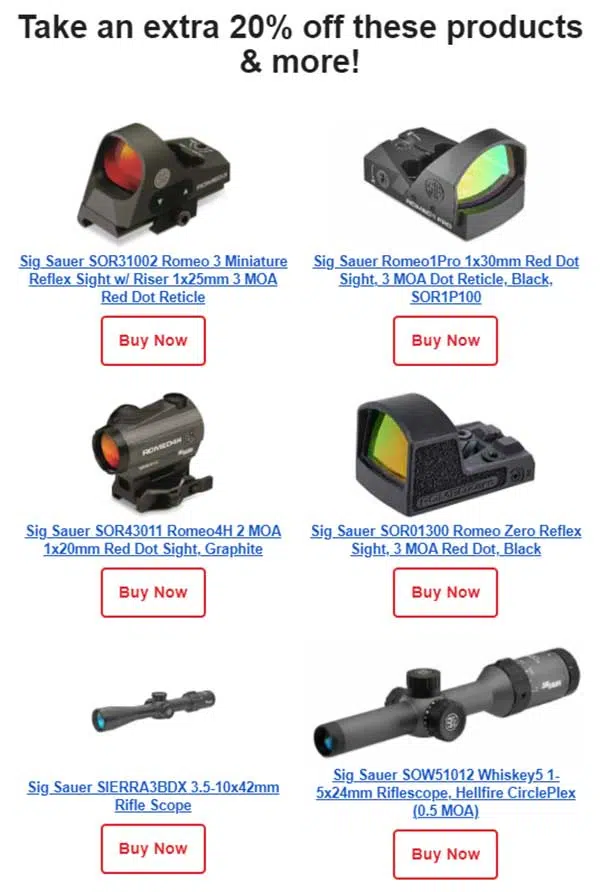 Take an extra 20% off these products
& more!
ROMEO3
ROMEO1 PRO
Sig Sauer SOR31002 Romeo 3 Miniature
Reflex Sight w/ Riser 1x25mm 3 MOA
Red Dot Reticle
Sig Sauer Romeo1Pro 1x30mm Red Dot
Sight, 3 MOA Dot Reticle, Black,
SOR1P100
Buy Now
Buy Now
ROMEO4H
Sig Sauer SOR43011 Romeo4H 2 MOA
1x20mm Red Dot Sight, Graphite
Sig Sauer SOR01300 Romeo Zero Reflex
Sight, 3 MOA Red Dot, Black
Buy Now
Buy Now
Sig Sauer SIERRA3BDX 3.5-10x42mm
Rifle Scope
Sig Sauer SOW51012 Whiskey5 1-
5x24mm Riflescope, Hellfire CirclePlex
(0.5 MOA)
Buy Now
Buy Now